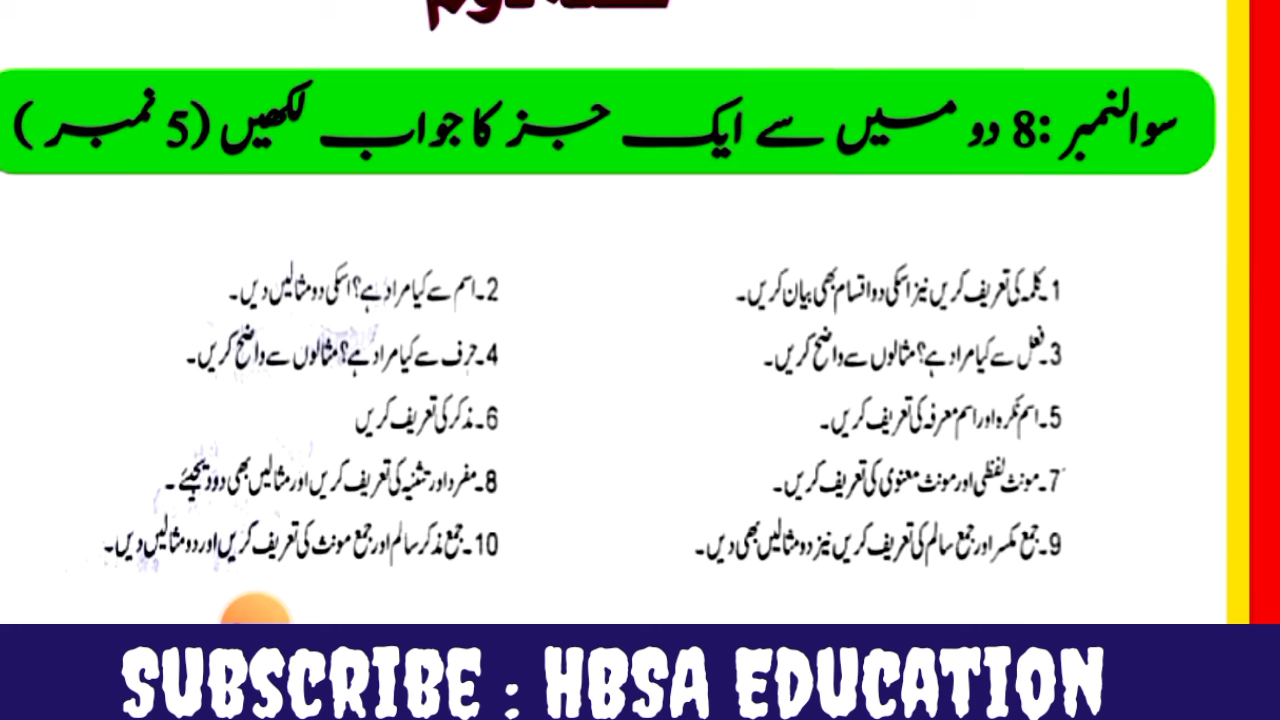 سوالنمبر :8 دو میں سے ایک جز کا جواب لکھیں (5 نمبر )
1۔کلمہ کی تعریف کریں نیز اسکی دو اقسام بھی بیان کریں۔
2۔اسم سے کیا مراد ہے؟اسکی دو مثالیں دیں۔
3۔فعل سے کیا مراد ہے؟ مثالوں سے واضح کریں۔
4۔حرف سے کیا مراد ہے؟ مثالوں سے واضح کریں۔
5۔اسم نکرہ اور اسم معرفہ کی تعریف کریں۔
6۔مذکر کی تعریف کریں
7۔مونث لفظی اور مونث معنوی کی تعریف کریں۔
8۔مفرد اور تثنیہ کی تعریف کریں اور مثالیں بھی دو دیجیئے۔
9۔جمع مکسر اور جمع سالم کی تعریف کریں نیز دو مثالیں بھی دیں۔
10۔جمع مذکر سالم اور جمع مونث کی تعریف کریں اور دو مثالیں دیں۔
SUBSCRIBE : HBSA EDUCATION